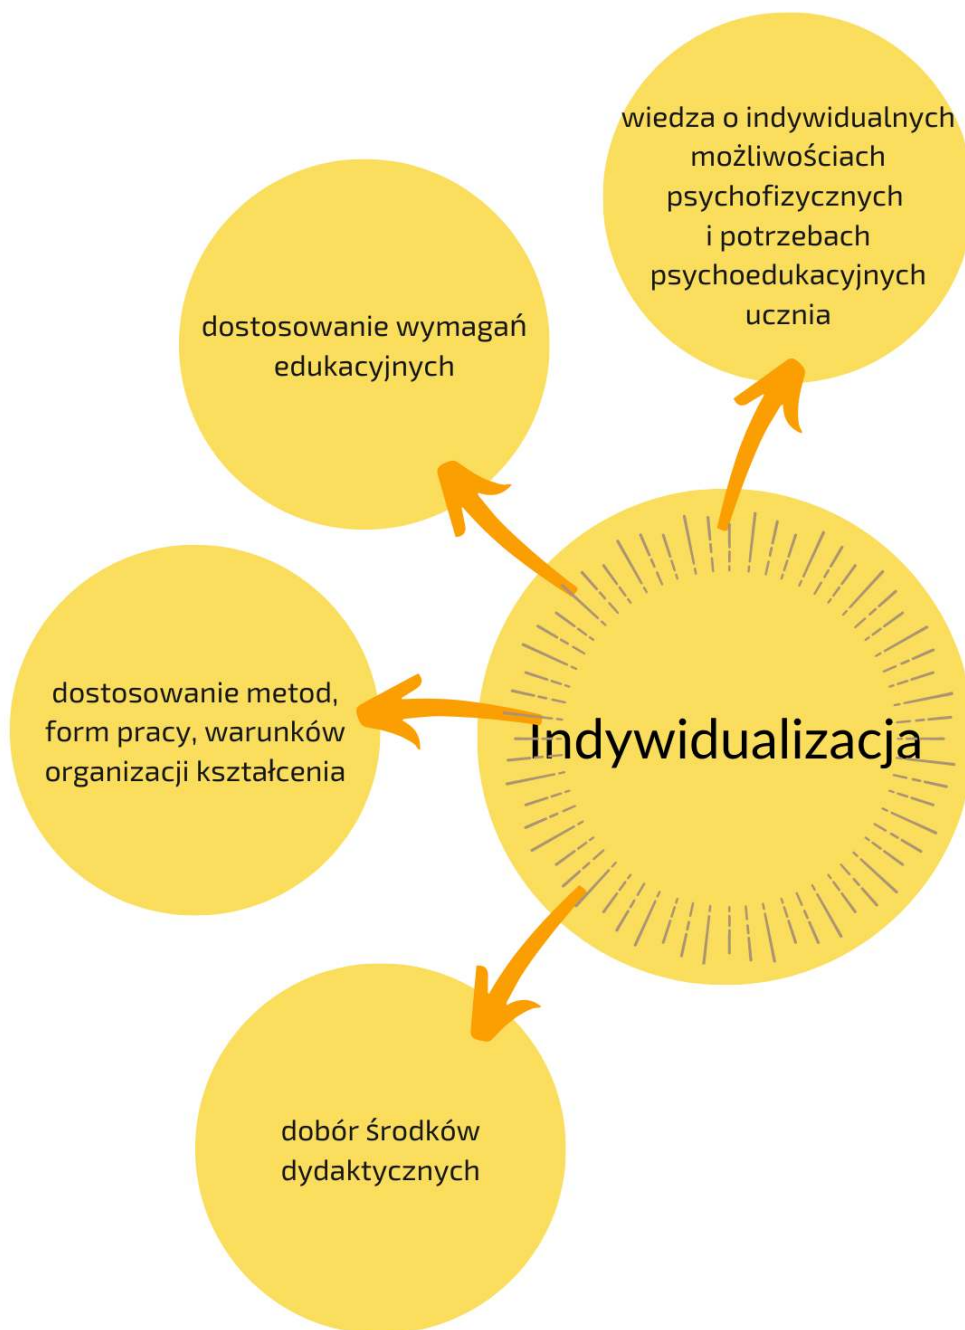 wiedza o indywidualnych
możliwościach
psychofizycznych
i potrzebach
psychoedukacyjnych
ucznia
dostosowanie wymagań
edukacyjnych
dostosowanie metod,
form pracy, warunków
organizacji kształcenia
Indywidualizacja
dobór środków
dydaktycznych